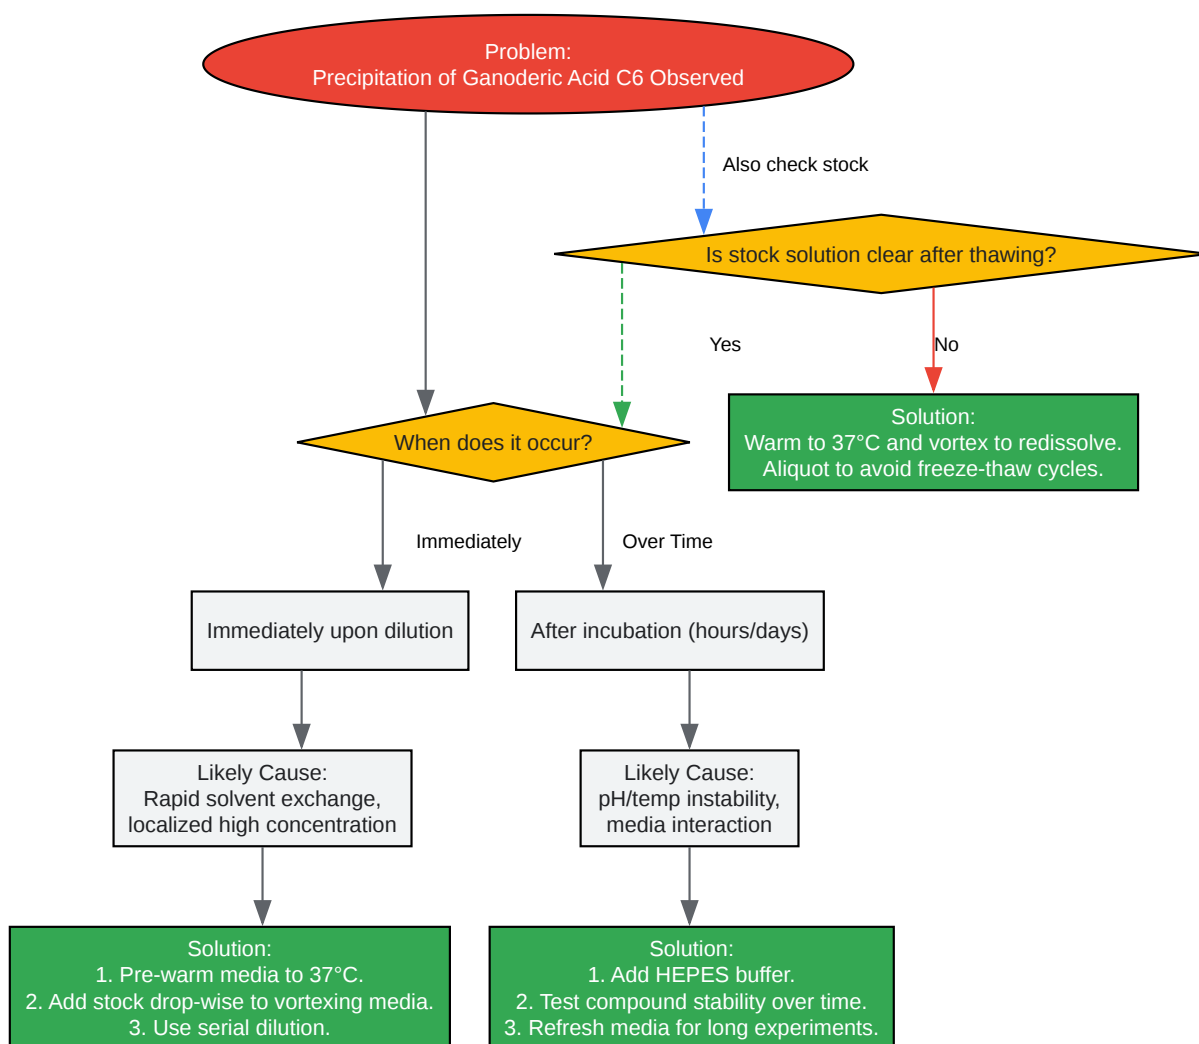 Problem:
Precipitation of Ganoderic Acid C6 Observed
Also check stock
Is stock solution clear after thawing?
Yes
No
Solution:
Warm to 37°C and vortex to redissolve.
Aliquot to avoid freeze-thaw cycles.
When does it occur?
Immediately
Over Time
Immediately upon dilution
After incubation (hours/days)
Likely Cause:
Rapid solvent exchange,
localized high concentration
Likely Cause:
pH/temp instability,
media interaction
Solution:
1. Pre-warm media to 37°C.
2. Add stock drop-wise to vortexing media.
3. Use serial dilution.
Solution:
1. Add HEPES buffer.
2. Test compound stability over time.
3. Refresh media for long experiments.